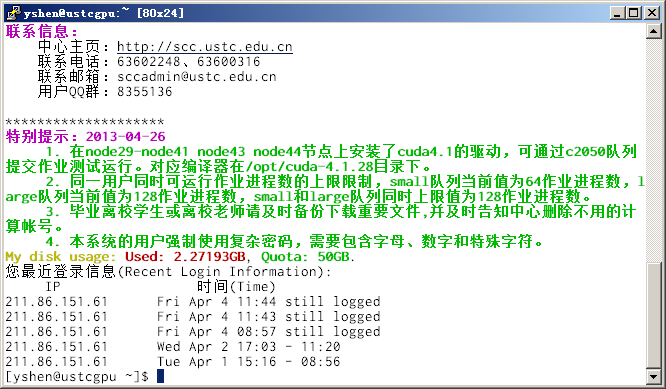 yshen@ustcgpu:~ [80x24]
联系信息:
中心主页: http://scc.ustc.edu.cn
联系电话: 63602248、63600316
联系邮箱: sccadmin@ustc.edu.cn
用户QQ群: 8355136
********************
特别提示: 2013-04-26
1. 在node29-node41 node43 node44节点上安装了cuda4.1的驱动，可通过c2050队列
提交作业测试运行。对应编译器在/opt/cuda-4.1.28目录下。
2. 同一用户同时可运行作业进程数的上限限制，small队列当前值为64作业进程数，l
arge队列当前值为128作业进程数，small和large队列同时上限值为128作业进程数。
3. 毕业离校学生或离校老师请及时备份下载重要文件,并及时告知中心删除不用的计
算帐号。
4. 本系统的用户强制使用复杂密码，需要包含字母、数字和特殊字符。
My disk usage: Used: 2.27193GB, Quota: 50GB.
您最近登录信息(Recent Login Information):
IP 时间(Time)
211.86.151.61 Fri Apr 4 11:44 still logged
211.86.151.61 Fri Apr 4 11:43 still logged
211.86.151.61 Fri Apr 4 08:57 still logged
211.86.151.61 Wed Apr 2 17:03 - 11:20
211.86.151.61 Tue Apr 1 15:16 - 08:56
[yshen@ustcgpu ~]$